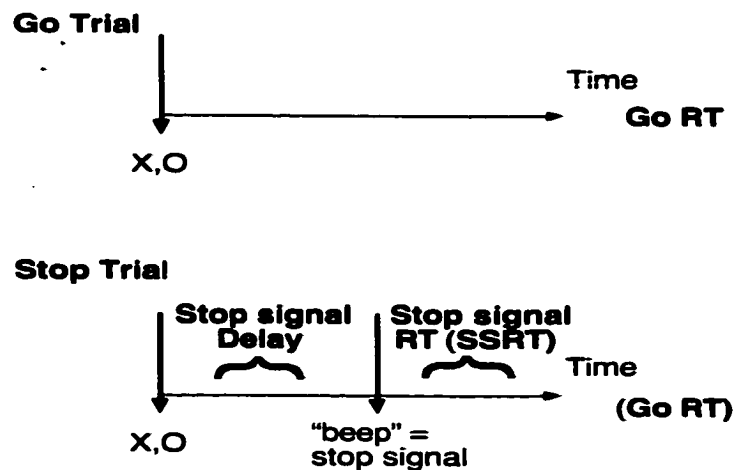 Go Trial
Time
Go RT
X,O
Stop Trial
Stop signal
Delay
Stop signal
RT (SSRT)
Time
(Go RT)
X,O
"beep" =
stop signal